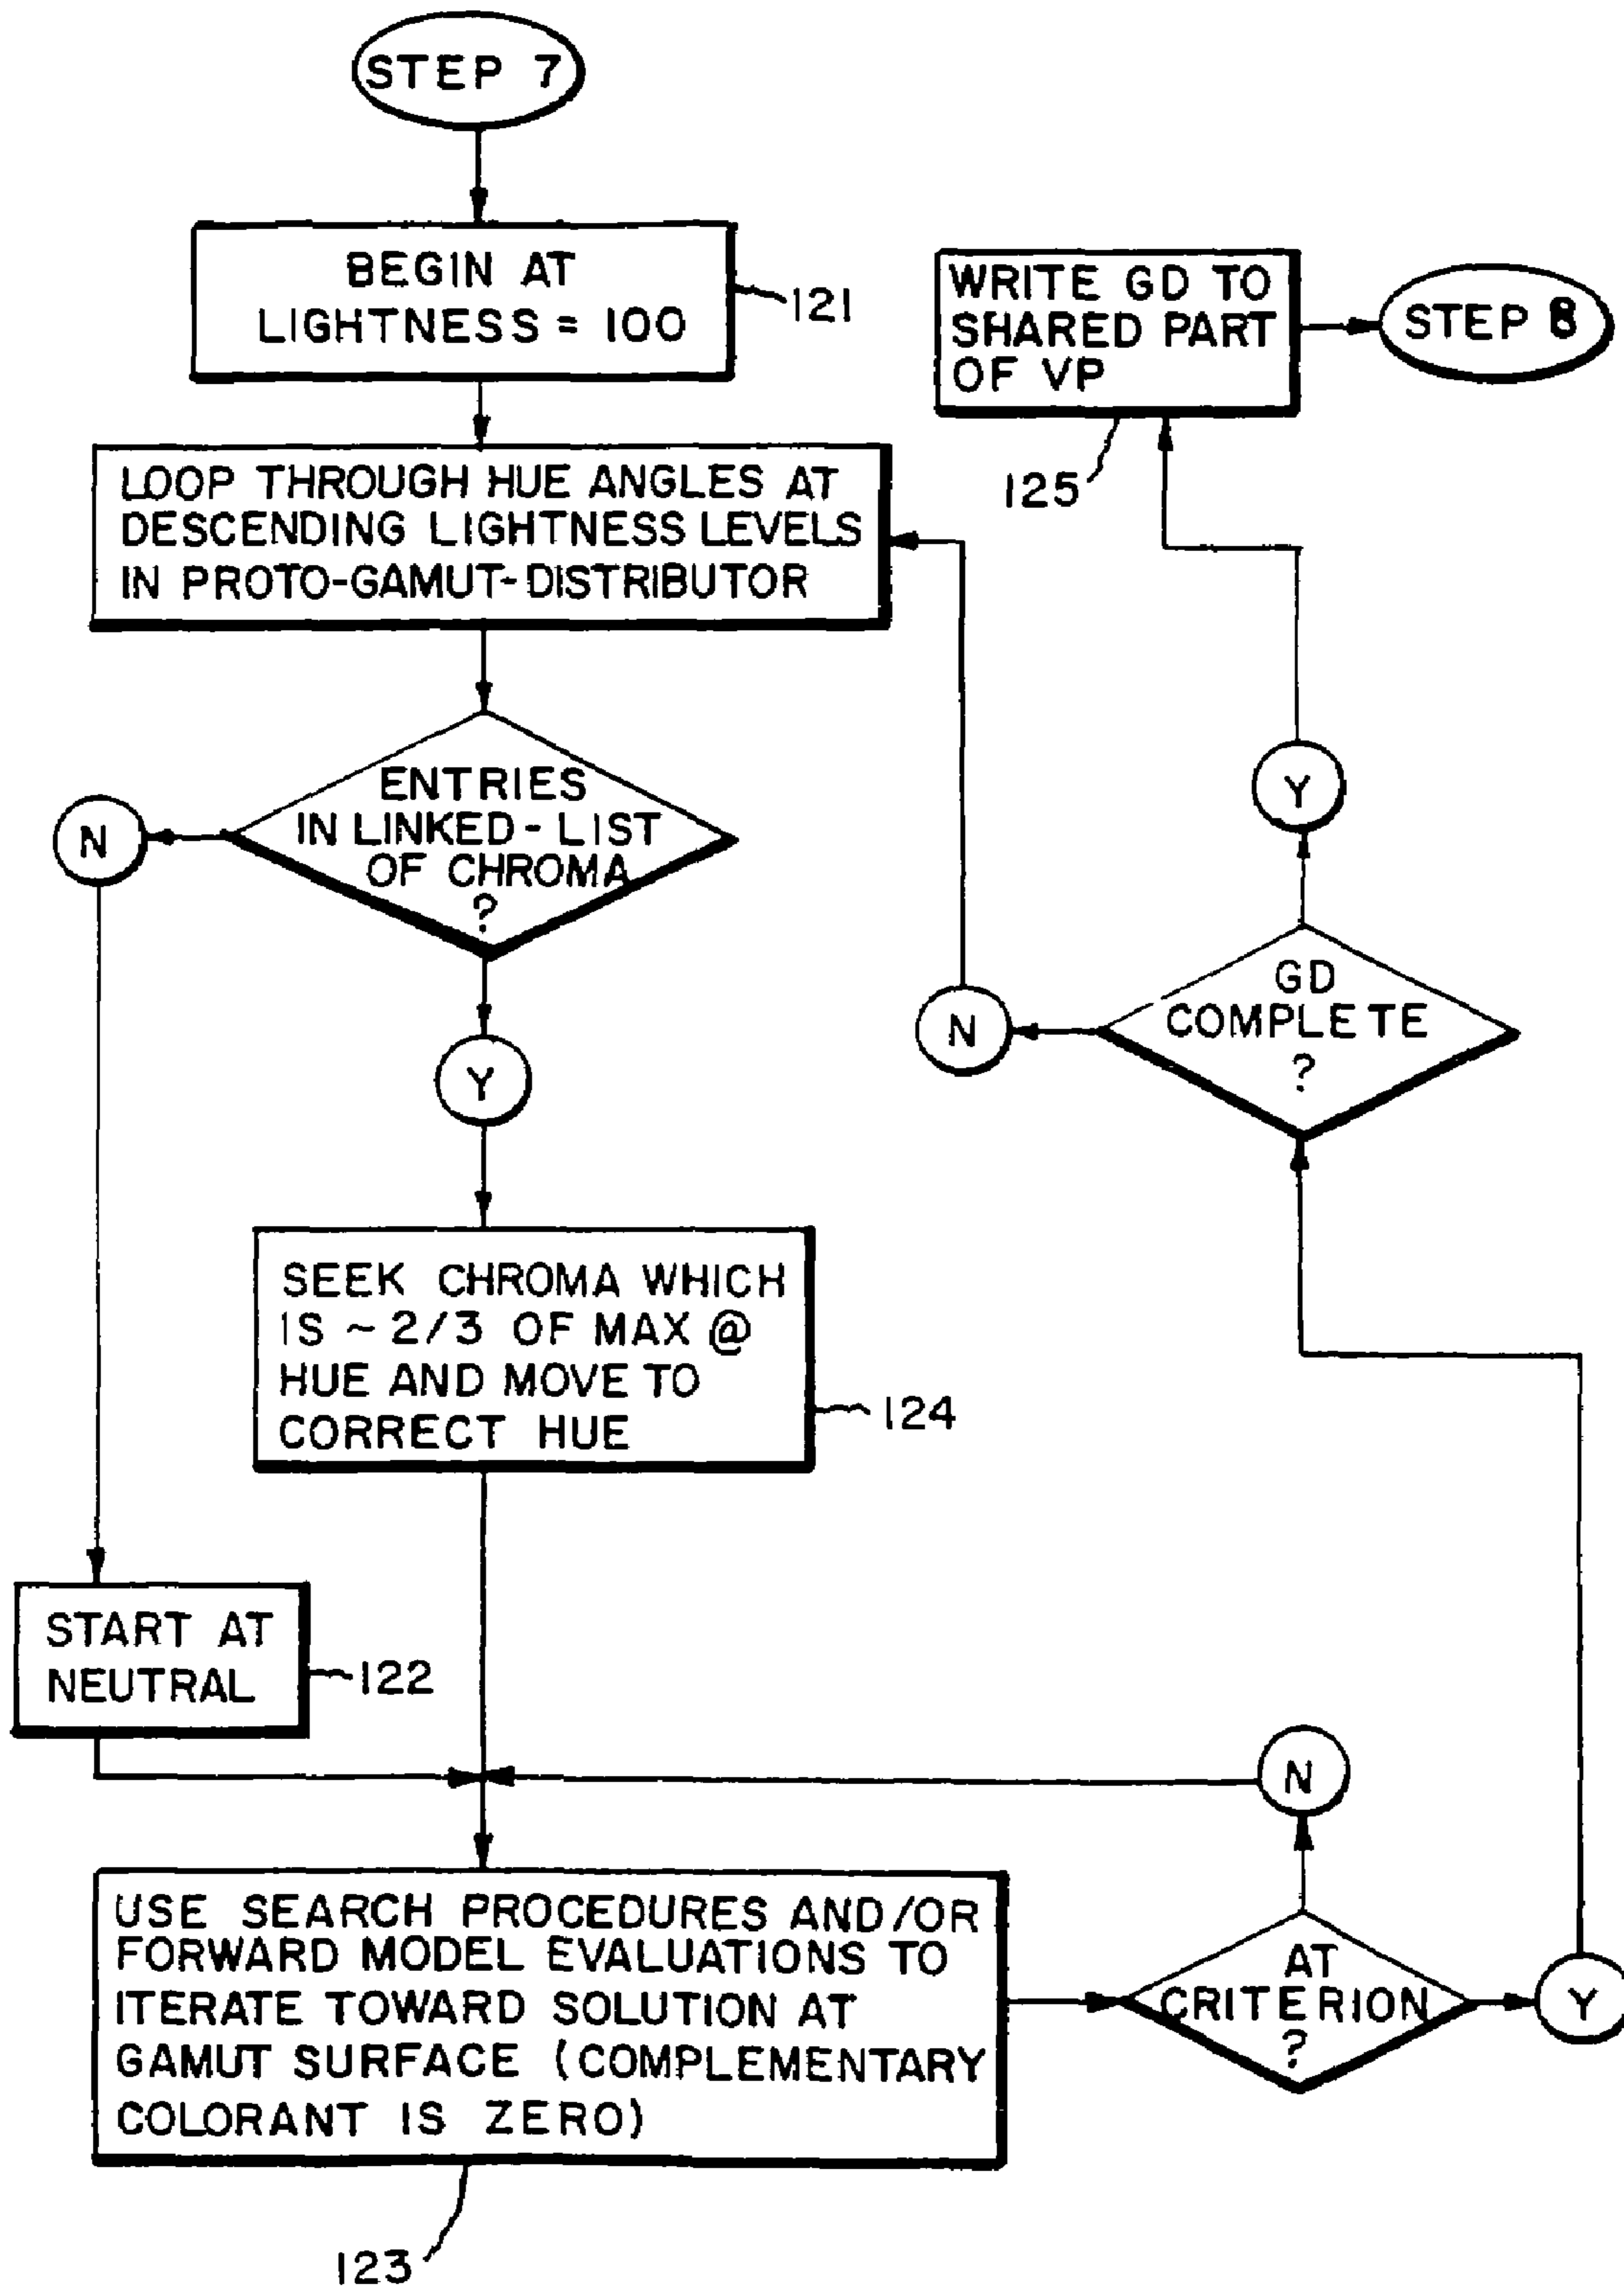 STEP 7
BEGIN AT
LIGHTNESS = 100
121
LOOP THROUGH HUE ANGLES AT
DESCENDING LIGHTNESS LEVELS
IN PROTO-GAMUT-DISTRIBUTOR
ENTRIES
IN LINKED-LIST
OF CHROMA
?
N
Y
SEEK CHROMA WHICH
IS ~ 2/3 OF MAX @
HUE AND MOVE TO
CORRECT HUE
124
START AT
NEUTRAL
122
USE SEARCH PROCEDURES AND/OR
FORWARD MODEL EVALUATIONS TO
ITERATE TOWARD SOLUTION AT
GAMUT SURFACE (COMPLEMENTARY
COLORANT IS ZERO)
123
AT
CRITERION
?
N
Y
GD
COMPLETE
?
N
Y
WRITE GD TO
SHARED PART
OF VP
125
STEP 8